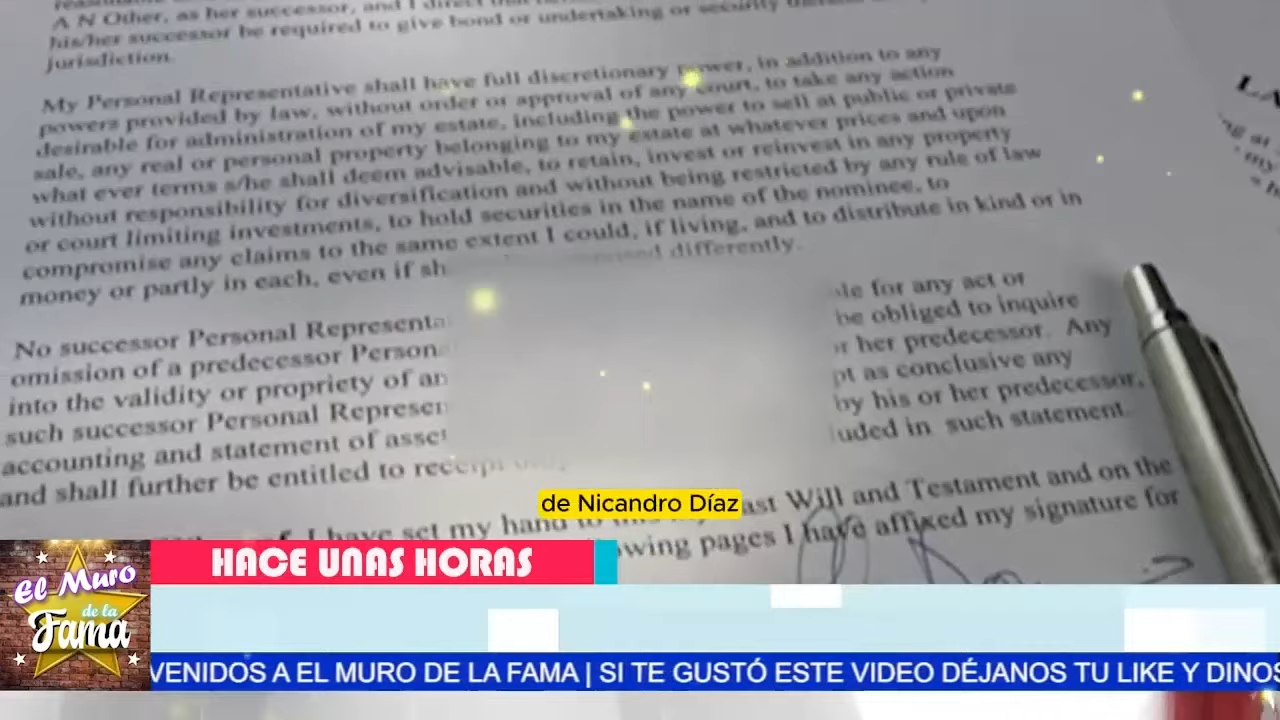 A N Other, as her successor, and I direct that
his/her successor be required to give bond or undertaking or security
jurisdiction.
My Personal Representative shall have full discretionary power, in addition to any
powers provided by law, without order or approval of any court, to take any action
desirable for administration of my estate, including the power to sell at public or private
sale, any real or personal property belonging to my estate at whatever prices and upon
what ever terms s/he shall deem advisable, to retain, invest or reinvest in any property
without responsibility for diversification and without being restricted by any rule of law
or court limiting investments, to hold securities in the name of the nominee, to
compromise any claims to the same extent I could, if living, and to distribute in kind or in
money or partly in each, even if sh differently.
No successor Personal Representa le for any act or
omission of a predecessor Person be obliged to inquire
into the validity or propriety of an r her predecessor. Any
such successor Personal Represen pt as conclusive any
accounting and statement of asset by his or her predecessor,
and shall further be entitled to receipt uded in such statement.
I have set my hand to this my ast Will and Testament and on the
owing pages I have affixed my signature for
LA
de Nicandro Díaz
HACE UNAS HORAS
El Muro
de la
Fama
VENIDOS A EL MURO DE LA FAMA | SI TE GUSTÓ ESTE VIDEO DÉJANOS TU LIKE Y DINOS